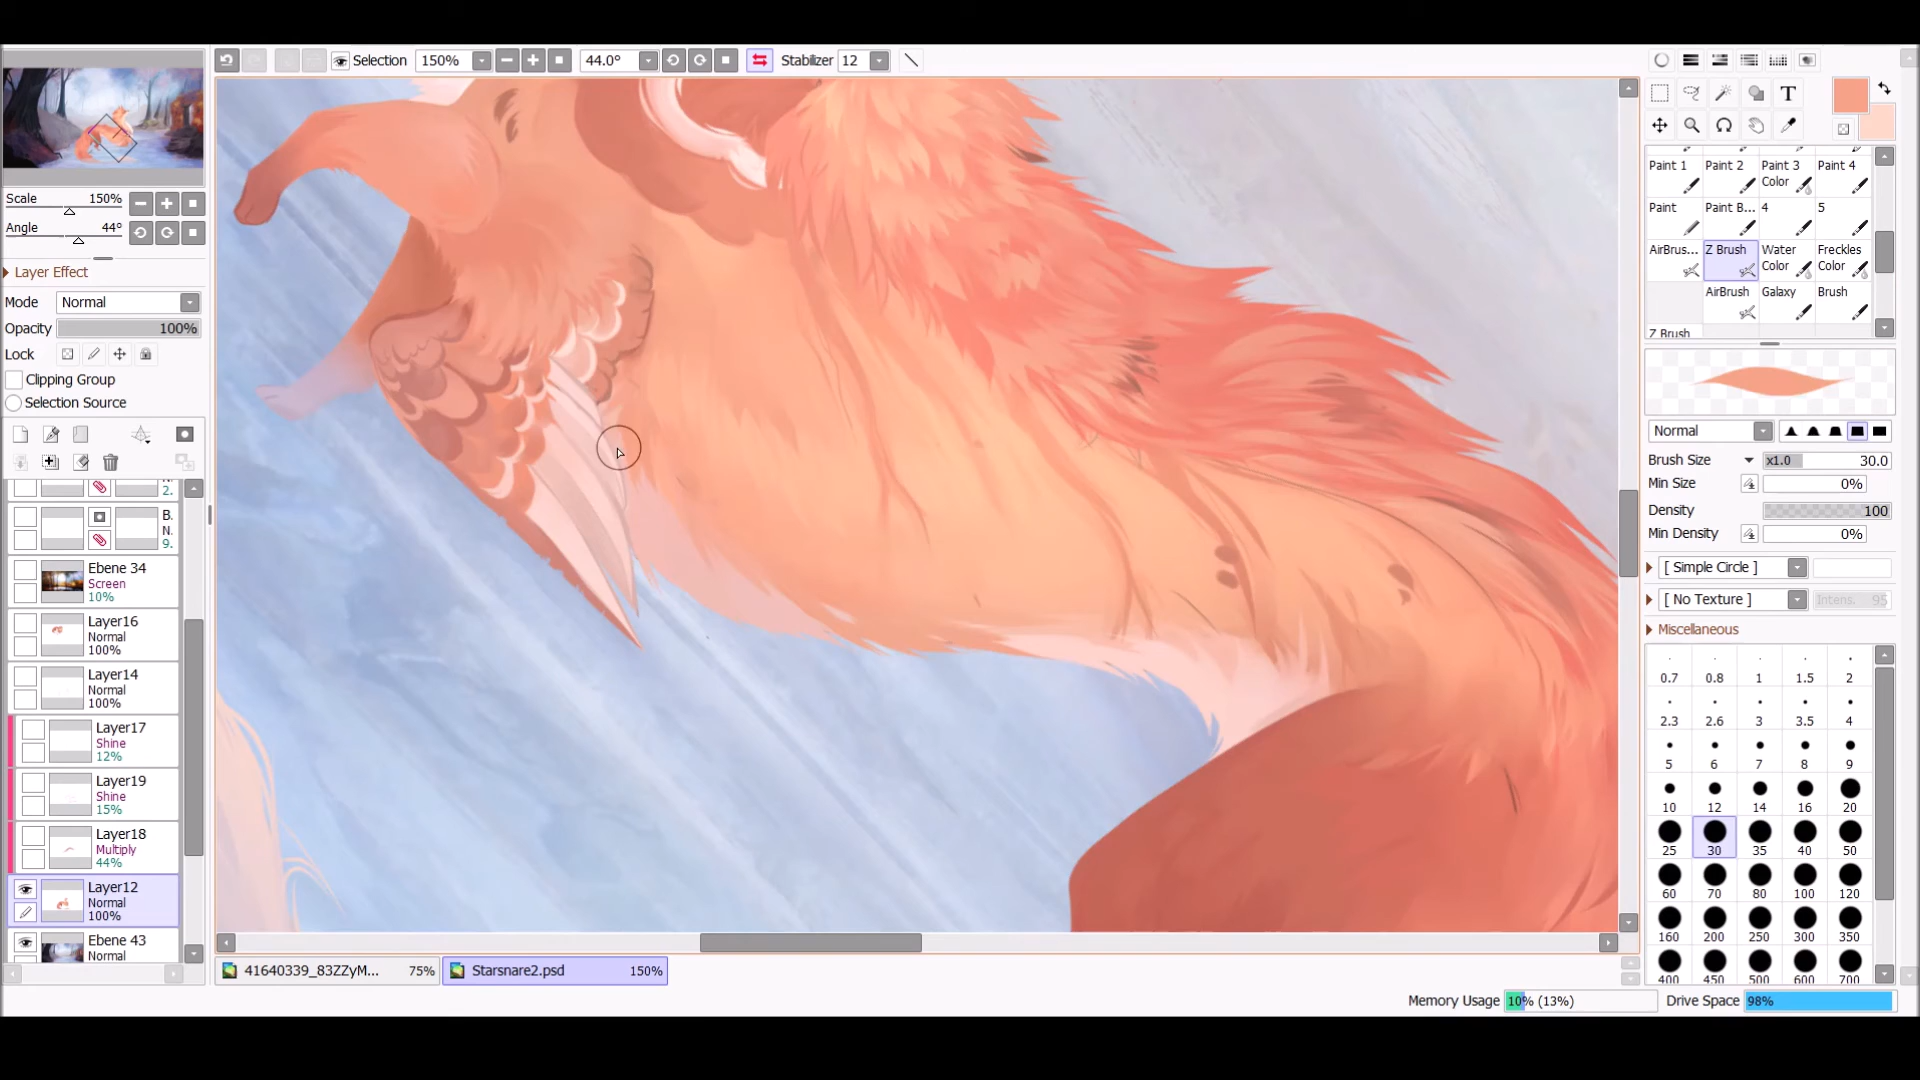 Selection 150% 44.0° Stabilizer 12
Scale 150%
Angle 44°
Layer Effect
Mode Normal
Opacity 100%
Lock
Clipping Group
Selection Source
2.
B.
N.
9.
Ebene 34
Screen
10%
Layer16
Normal
100%
Layer14
Normal
100%
Layer17
Shine
12%
Layer19
Shine
15%
Layer18
Multiply
44%
Layer12
Normal
100%
Ebene 43
Normal
41640339_83ZZyM... 75% Starsnare2.psd 150%
T
Paint 1 Paint 2 Paint 3 Color Paint 4
Paint Paint B... 4 5
AirBrus... Z Brush Water Color Freckles Color
AirBrush Galaxy Brush
Z Brush
Normal
Brush Size x1.0 30.0
Min Size 0%
Density 100
Min Density 0%
[ Simple Circle ]
[ No Texture ] Intens. 95
Miscellaneous
0.7 0.8 1 1.5 2
2.3 2.6 3 3.5 4
5 6 7 8 9
10 12 14 16 20
25 30 35 40 50
60 70 80 100 120
160 200 250 300 350
400 450 500 600 700
Memory Usage 10% (13%) Drive Space 98%